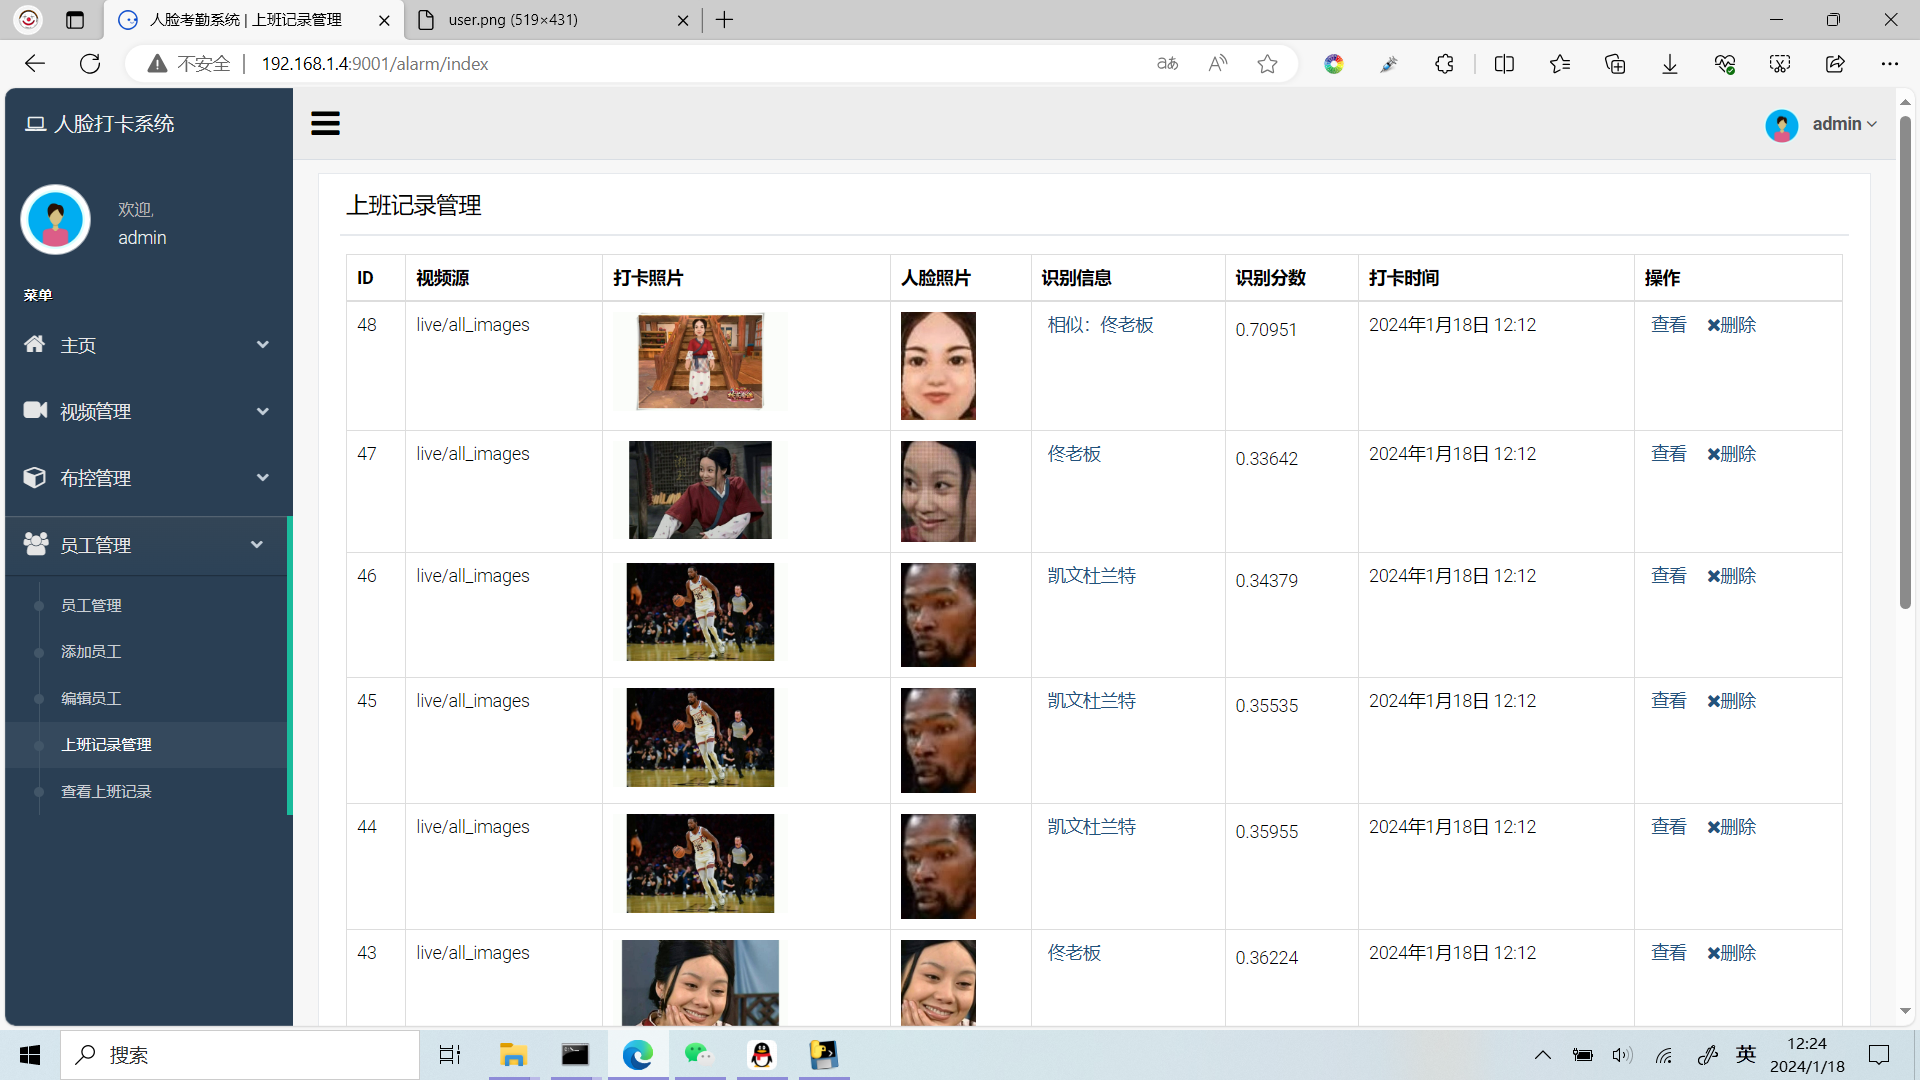 人脸考勤系统 | 上班记录管理
user.png (519×431)
不安全
192.168.1.4:9001/alarm/index
人脸打卡系统
admin
欢迎,
admin
菜单
主页
视频管理
布控管理
员工管理
员工管理
添加员工
编辑员工
上班记录管理
查看上班记录
上班记录管理
ID 视频源 打卡照片 人脸照片 识别信息 识别分数 打卡时间 操作
48 live/all_images 相似：佟老板 0.70951 2024年1月18日 12:12 查看 ✖删除
47 live/all_images 佟老板 0.33642 2024年1月18日 12:12 查看 ✖删除
46 live/all_images 凯文杜兰特 0.34379 2024年1月18日 12:12 查看 ✖删除
45 live/all_images 凯文杜兰特 0.35535 2024年1月18日 12:12 查看 ✖删除
44 live/all_images 凯文杜兰特 0.35955 2024年1月18日 12:12 查看 ✖删除
43 live/all_images 佟老板 0.36224 2024年1月18日 12:12 查看 ✖删除
搜索
英
12:24
2024/1/18